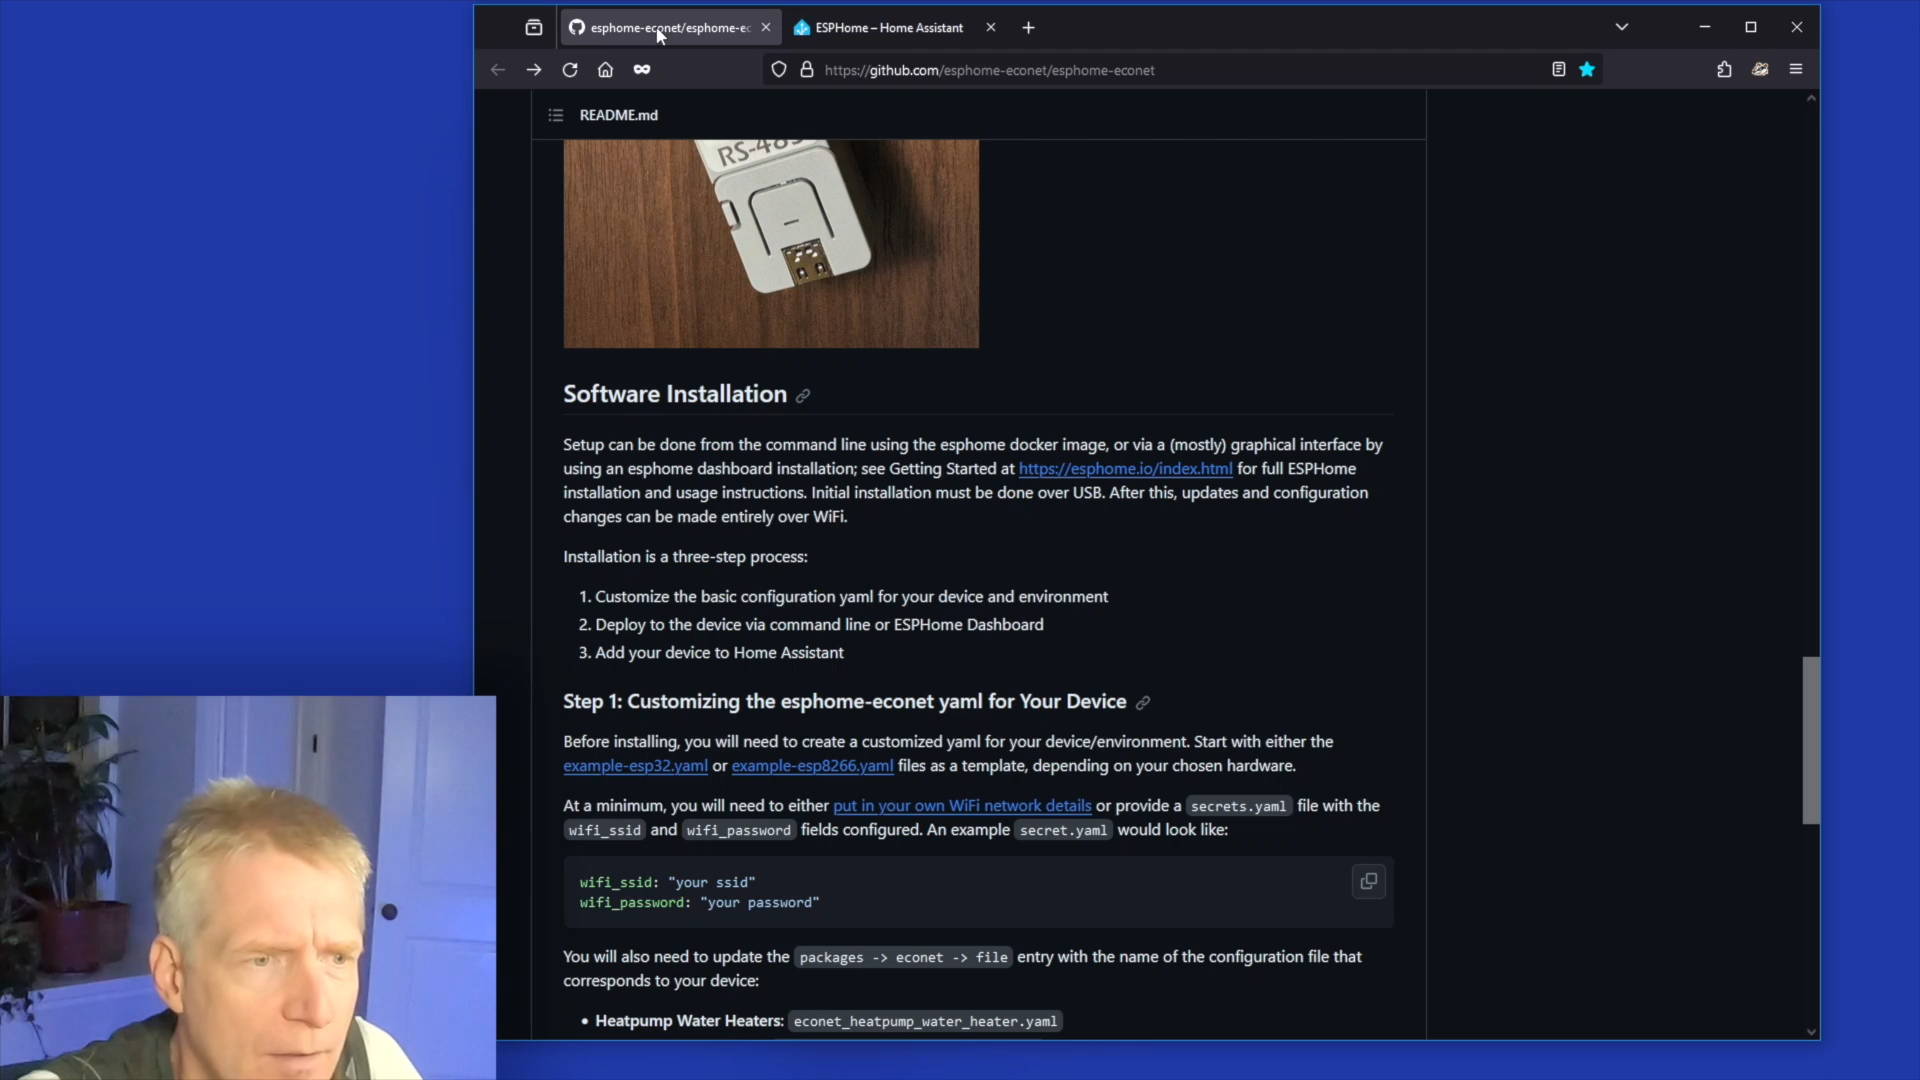 esphome-econet/esphome-ec
ESPHome – Home Assistant
https://github.com/esphome-econet/esphome-econet
README.md
RS-485
Software Installation
Setup can be done from the command line using the esphome docker image, or via a (mostly) graphical interface by
using an esphome dashboard installation; see Getting Started at https://esphome.io/index.html for full ESPHome
installation and usage instructions. Initial installation must be done over USB. After this, updates and configuration
changes can be made entirely over WiFi.
Installation is a three-step process:
1. Customize the basic configuration yaml for your device and environment
2. Deploy to the device via command line or ESPHome Dashboard
3. Add your device to Home Assistant
Step 1: Customizing the esphome-econet yaml for Your Device
Before installing, you will need to create a customized yaml for your device/environment. Start with either the
example-esp32.yaml or example-esp8266.yaml files as a template, depending on your chosen hardware.
At a minimum, you will need to either put in your own WiFi network details or provide a secrets.yaml file with the
wifi_ssid and wifi_password fields configured. An example secret.yaml would look like:
wifi_ssid: "your ssid"
wifi_password: "your password"
You will also need to update the packages -> econet -> file entry with the name of the configuration file that
corresponds to your device:
• Heatpump Water Heaters: econet_heatpump_water_heater.yaml